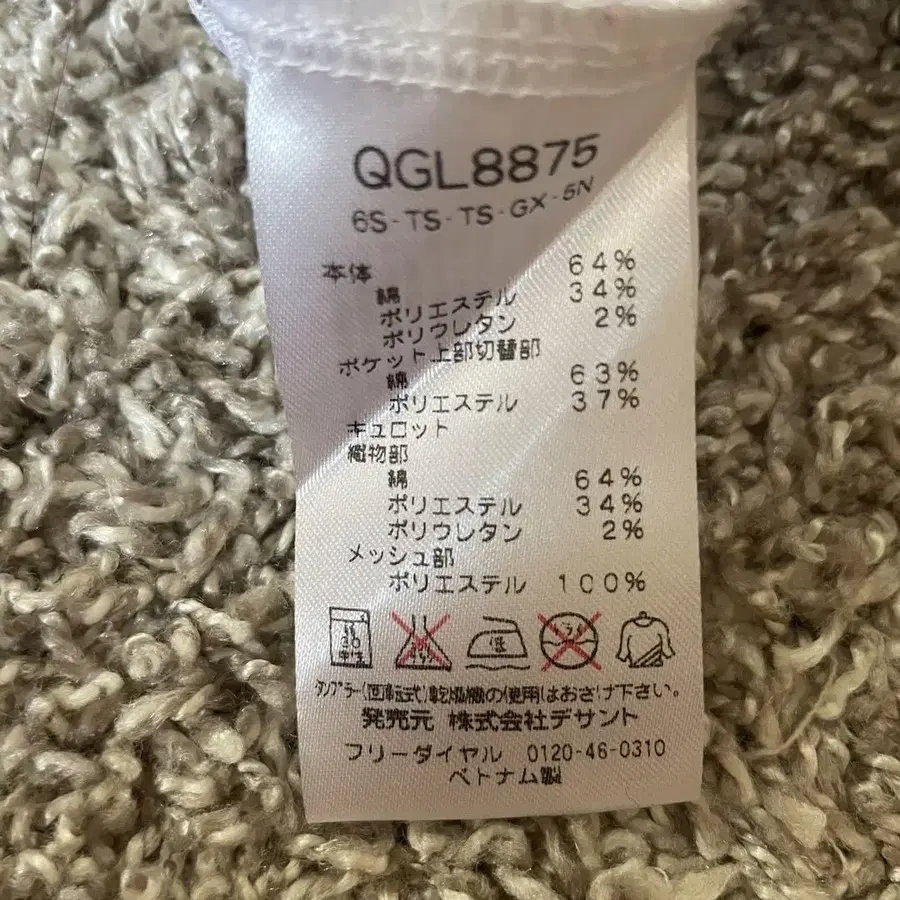 QGL8875
6S-TS-TS-GX-5N
本体
綿 64%
ポリエステル 34%
ポリウレタン 2%
ポケット上部切替部
綿 63%
ポリエステル 37%
キュロット
織物部
綿 64%
ポリエステル 34%
ポリウレタン 2%
メッシュ部
ポリエステル 100%
30 中性 低
タンブラー(回転式)乾燥機の使用はおさけ下さい。
発売元 株式会社デサント
フリーダイヤル 0120-46-0310
ベトナム製